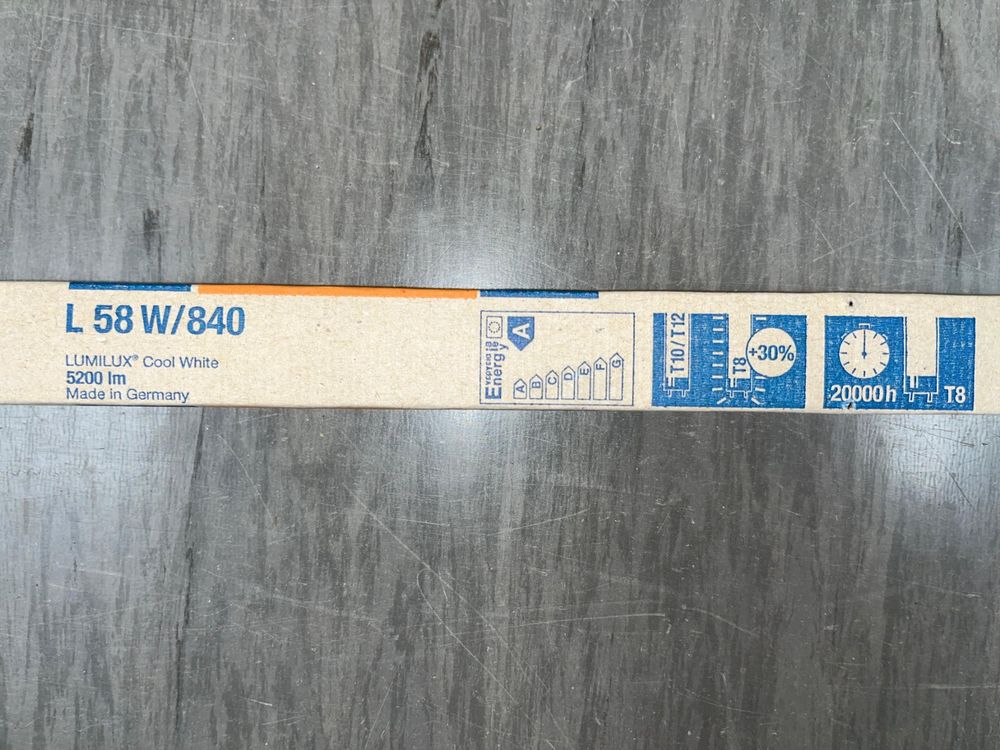 L 58 W/840
LUMILUX® Cool White
5200 lm
Made in Germany
Energy
A
A
B
C
D
E
F
G
T10/T12
T8
+30%
20000h
T8